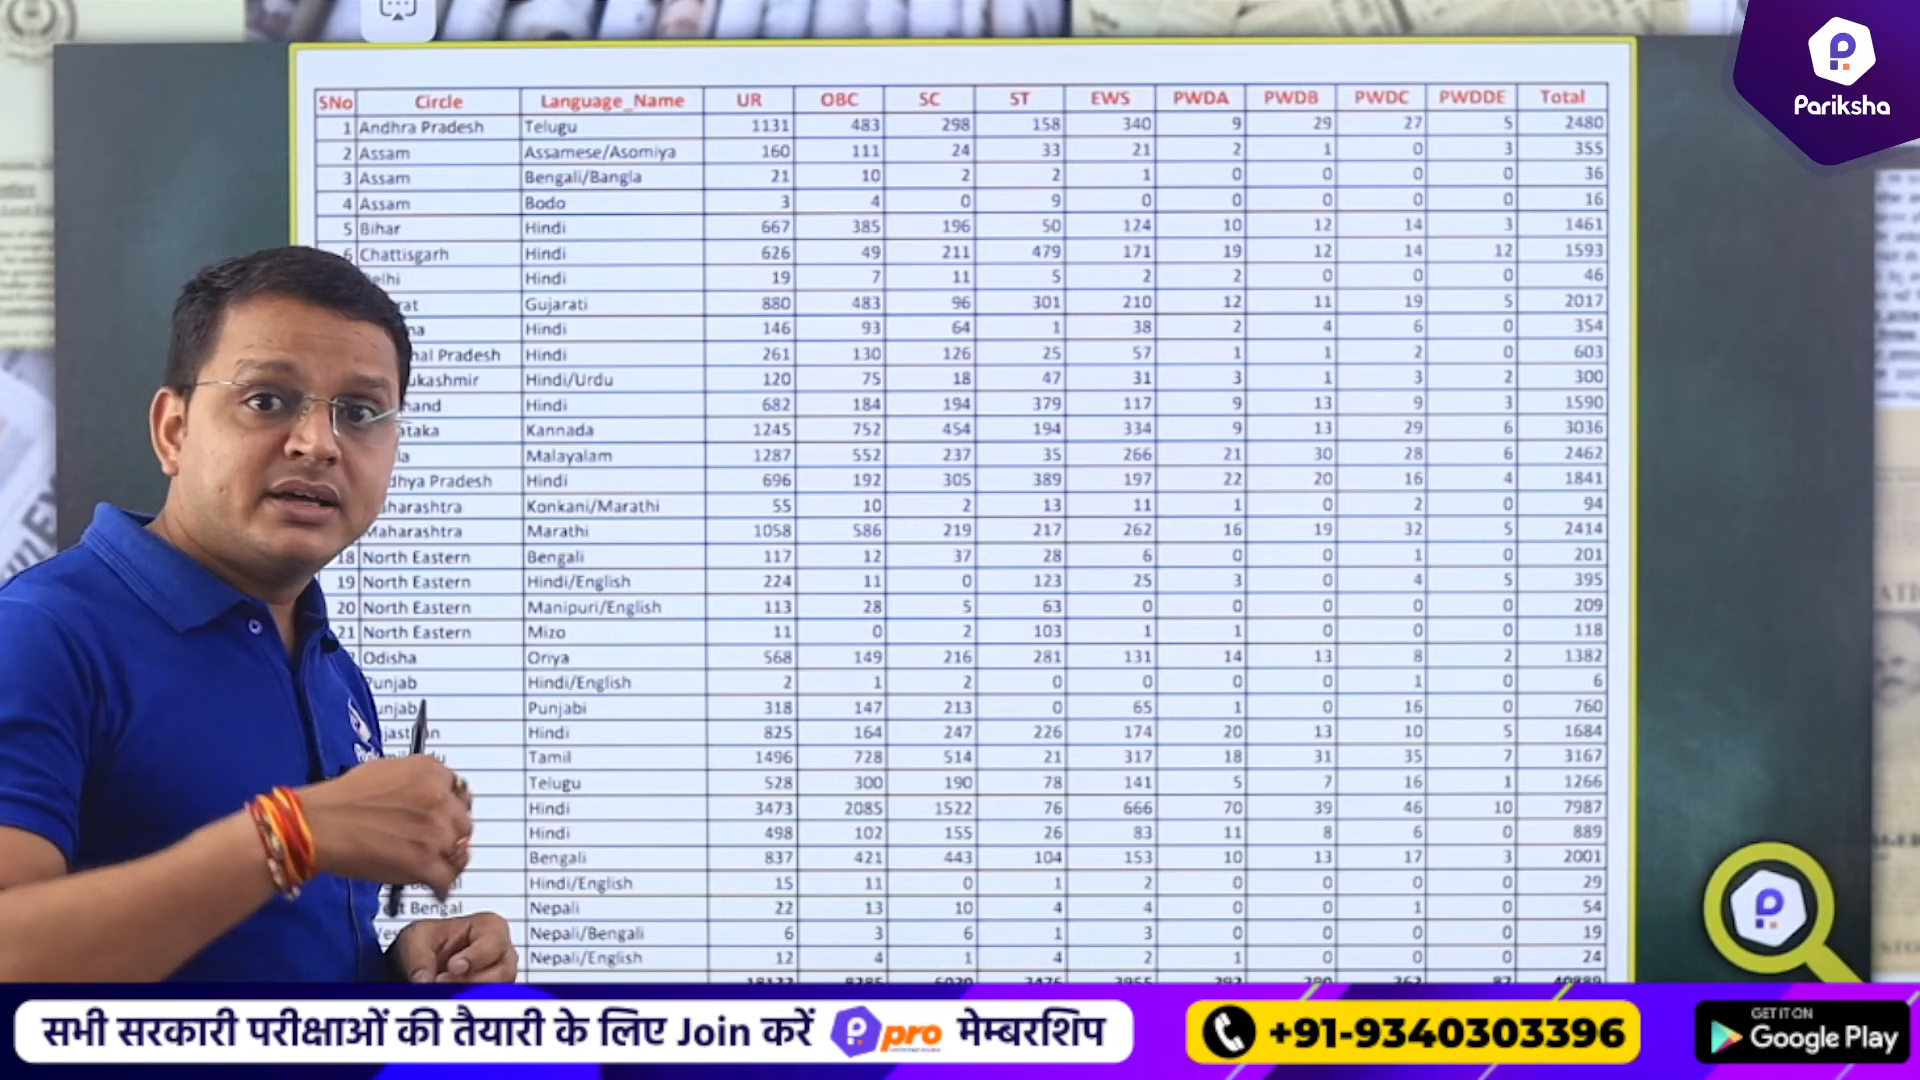 Pariksha
SNo Circle Language_Name UR OBC SC ST EWS PWDA PWDB PWDC PWDDE Total
1 Andhra Pradesh Telugu 1131 483 298 158 340 9 29 27 5 2480
2 Assam Assamese/Asomiya 160 111 24 33 21 2 1 0 3 355
3 Assam Bengali/Bangla 21 10 2 2 1 0 0 0 0 36
4 Assam Bodo 3 4 0 9 0 0 0 0 0 16
5 Bihar Hindi 667 385 196 50 124 10 12 14 3 1461
6 Chattisgarh Hindi 626 49 211 479 171 19 12 14 12 1593
elhi Hindi 19 7 11 5 2 2 0 0 0 46
rat Gujarati 880 483 96 301 210 12 11 19 5 2017
na Hindi 146 93 64 1 38 2 4 6 0 354
hal Pradesh Hindi 261 130 126 25 57 1 1 2 0 603
ukashmir Hindi/Urdu 120 75 18 47 31 3 1 3 2 300
hand Hindi 682 184 194 379 117 9 13 9 3 1590
ataka Kannada 1245 752 454 194 334 9 13 29 6 3036
la Malayalam 1287 552 237 35 266 21 30 28 6 2462
dhya Pradesh Hindi 696 192 305 389 197 22 20 16 4 1841
aharashtra Konkani/Marathi 55 10 2 13 11 1 0 2 0 94
Maharashtra Marathi 1058 586 219 217 262 16 19 32 5 2414
18 North Eastern Bengali 117 12 37 28 6 0 0 1 0 201
19 North Eastern Hindi/English 224 11 0 123 25 3 0 4 5 395
20 North Eastern Manipuri/English 113 28 5 63 0 0 0 0 0 209
21 North Eastern Mizo 11 0 2 103 1 1 0 0 0 118
Odisha Oriya 568 149 216 281 131 14 13 8 2 1382
Punjab Hindi/English 2 1 2 0 0 0 0 1 0 6
unjab Punjabi 318 147 213 0 65 1 0 16 0 760
jasthan Hindi 825 164 247 226 174 20 13 10 5 1684
Tamil 1496 728 514 21 317 18 31 35 7 3167
Telugu 528 300 190 78 141 5 7 16 1 1266
Hindi 3473 2085 1522 76 666 70 39 46 10 7987
Hindi 498 102 155 26 83 11 8 6 0 889
Bengali 837 421 443 104 153 10 13 17 3 2001
Hindi/English 15 11 0 1 2 0 0 0 0 29
West Bengal Nepali 22 13 10 4 4 0 0 1 0 54
Nepali/Bengali 6 3 6 1 3 0 0 0 0 19
Nepali/English 12 4 1 4 2 1 0 0 0 24
सभी सरकारी परीक्षाओं की तैयारी के लिए Join करें pro मेम्बरशिप
+91-9340303396
GET IT ON
Google Play